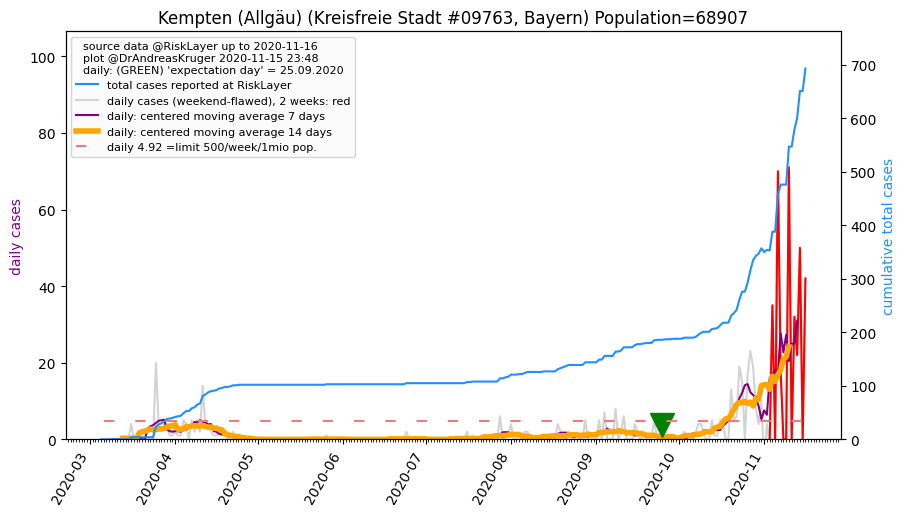 Kempten (Allgäu) (Kreisfreie Stadt #09763, Bayern) Population=68907
source data @RiskLayer up to 2020-11-16
plot @DrAndreasKruger 2020-11-15 23:48
daily: (GREEN) 'expectation day' = 25.09.2020
total cases reported at RiskLayer
daily cases (weekend-flawed), 2 weeks: red
daily: centered moving average 7 days
daily: centered moving average 14 days
daily 4.92 =limit 500/week/1mio pop.
daily cases
100
80
60
40
20
0
cumulative total cases
700
600
500
400
300
200
100
0
2020-03
2020-04
2020-05
2020-06
2020-07
2020-08
2020-09
2020-10
2020-11